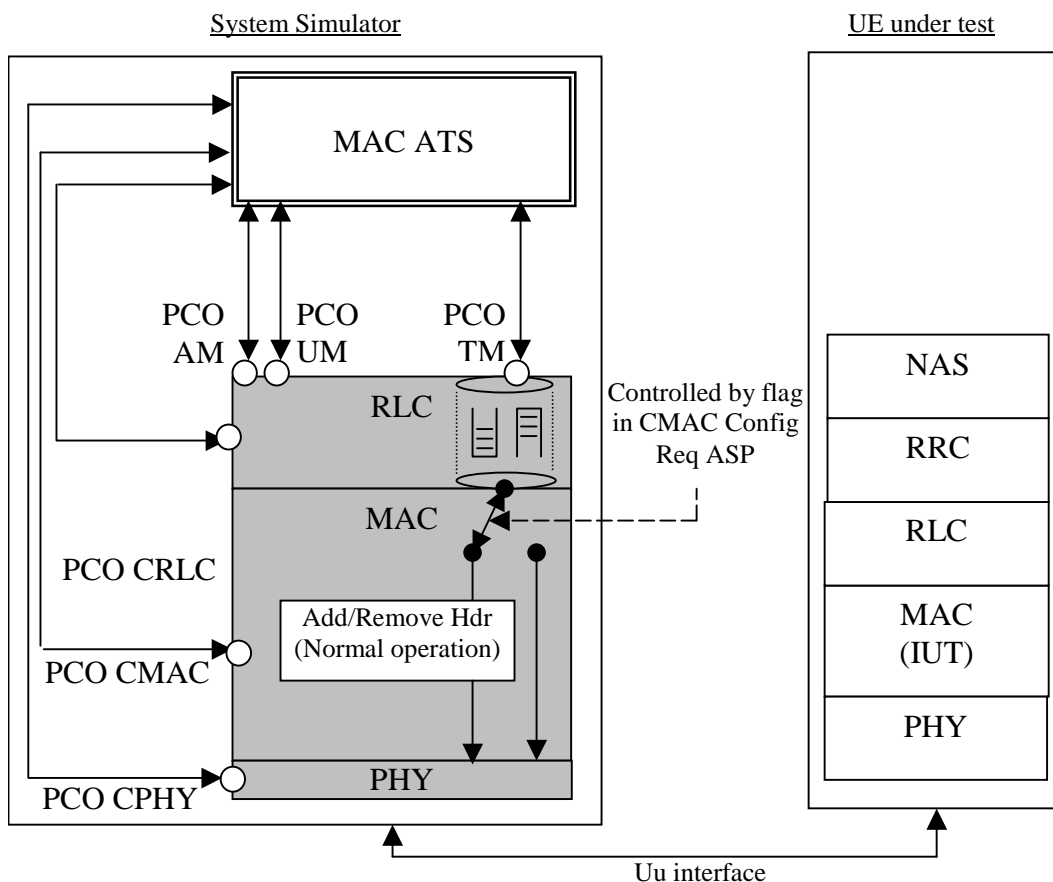 System Simulator
UE under test
MAC ATS
PCO
AM
PCO
UM
PCO
TM
RLC
Controlled by flag
in CMAC Config
Req ASP
MAC
PCO CRLC
Add/Remove Hdr
(Normal operation)
PCO CMAC
PHY
PCO CPHY
NAS
RRC
RLC
MAC
(IUT)
PHY
Uu interface